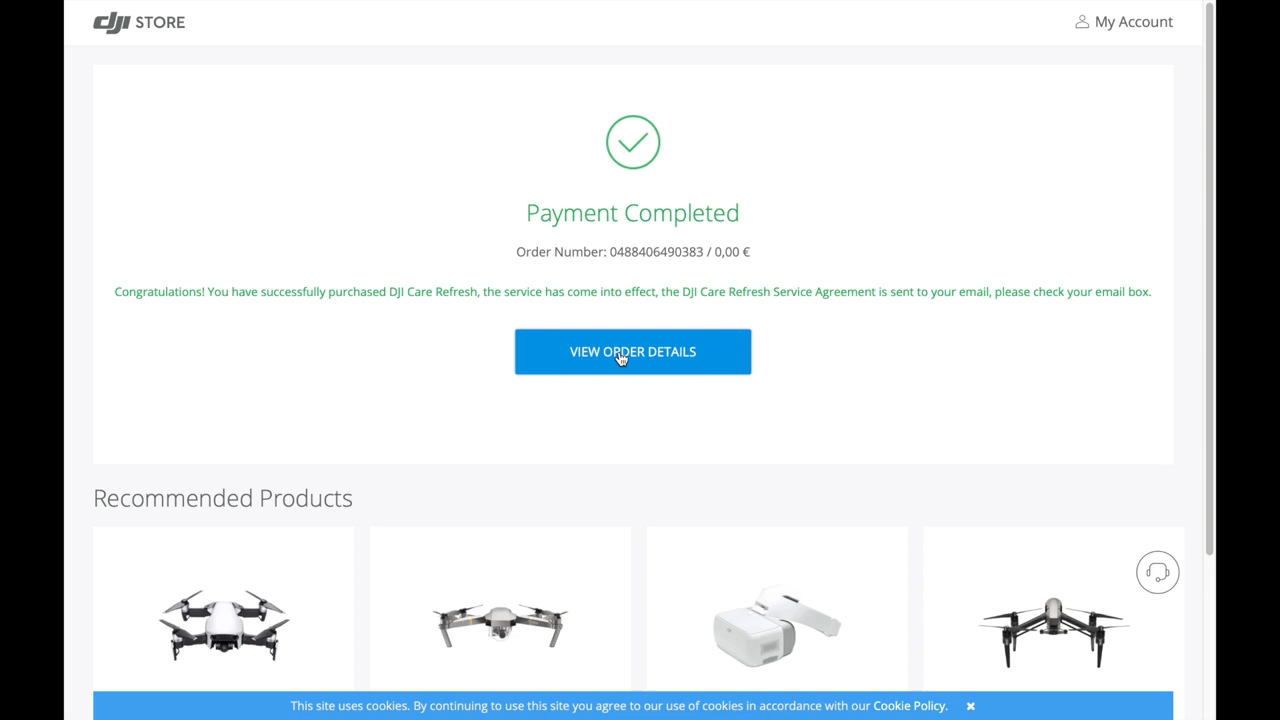 dji STORE
My Account
Payment Completed
Order Number: 0488406490383 / 0,00 €
Congratulations! You have successfully purchased DJI Care Refresh, the service has come into effect, the DJI Care Refresh Service Agreement is sent to your email, please check your email box.
VIEW ORDER DETAILS
Recommended Products
This site uses cookies. By continuing to use this site you agree to our use of cookies in accordance with our Cookie Policy.